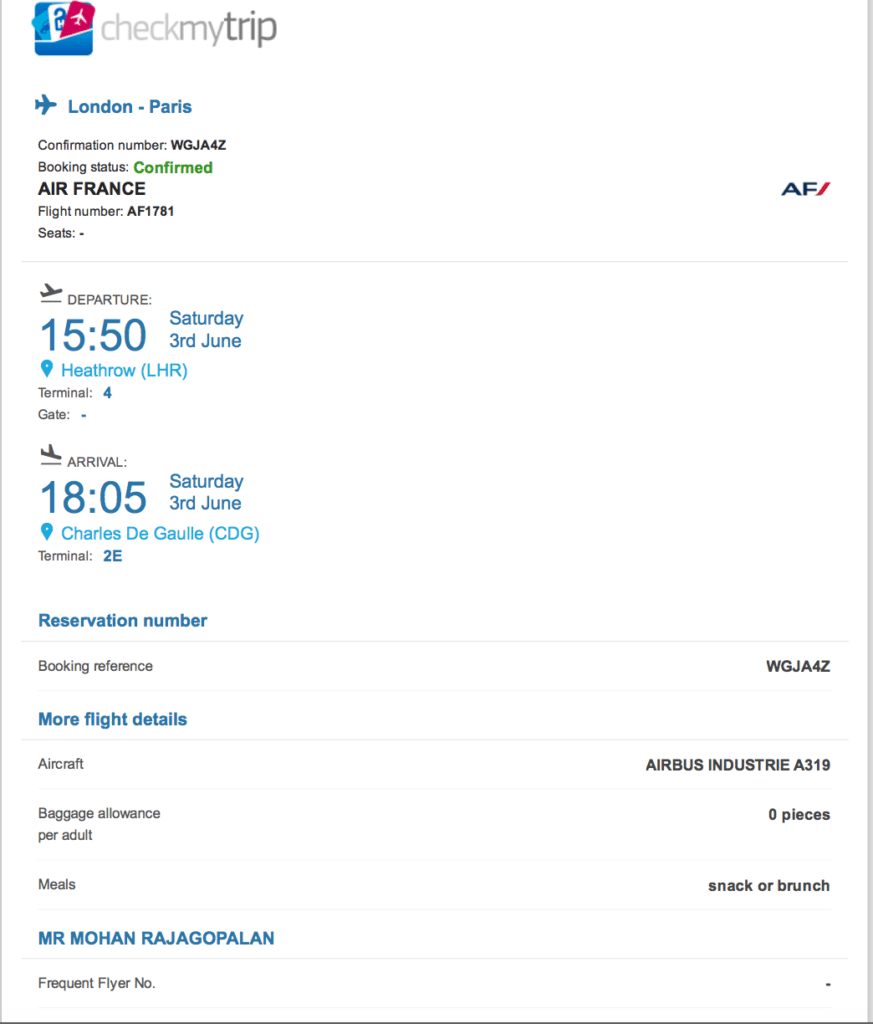 checkmytrip
London - Paris
Confirmation number: WGJA4Z
Booking status: Confirmed
AIR FRANCE
AF
Flight number: AF1781
Seats: -
DEPARTURE:
15:50 Saturday
3rd June
Heathrow (LHR)
Terminal: 4
Gate: -
ARRIVAL:
18:05 Saturday
3rd June
Charles De Gaulle (CDG)
Terminal: 2E
Reservation number
Booking reference WGJA4Z
More flight details
Aircraft AIRBUS INDUSTRIE A319
Baggage allowance 0 pieces
per adult
Meals snack or brunch
MR MOHAN RAJAGOPALAN
Frequent Flyer No. -